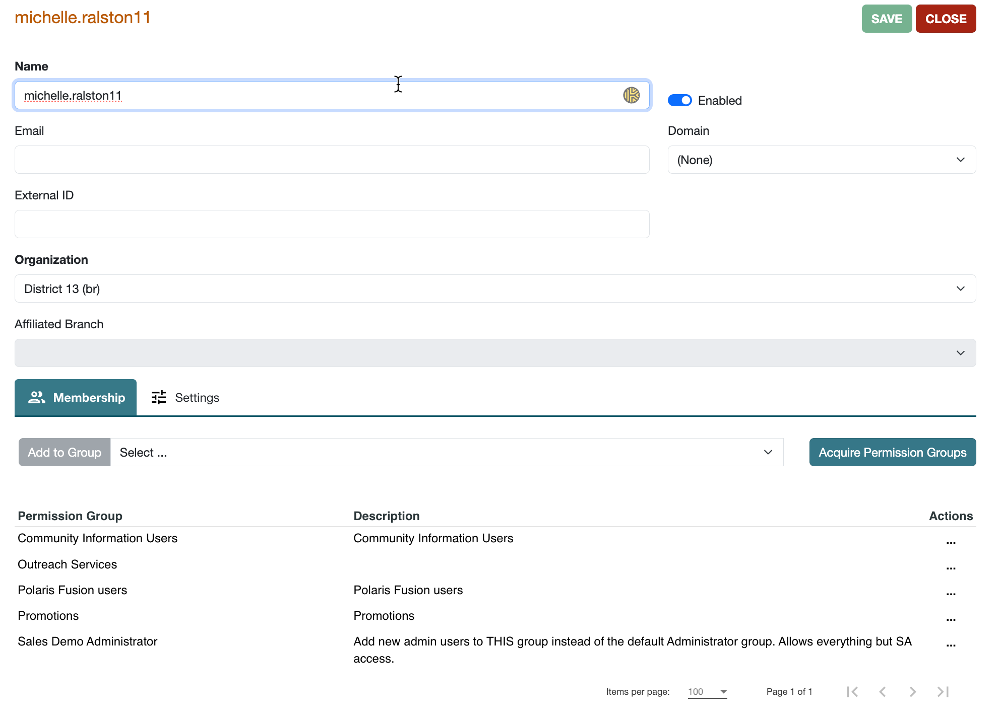 michelle.ralston11
SAVE
CLOSE
Name
michelle.ralston11
Enabled
Email
Domain
(None)
External ID
Organization
District 13 (br)
Affiliated Branch
Membership
Settings
Add to Group
Select ...
Acquire Permission Groups
Permission Group
Description
Actions
Community Information Users
Community Information Users
...
Outreach Services
...
Polaris Fusion users
Polaris Fusion users
...
Promotions
Promotions
...
Sales Demo Administrator
Add new admin users to THIS group instead of the default Administrator group. Allows everything but SA
access.
...
Items per page:
100
Page 1 of 1